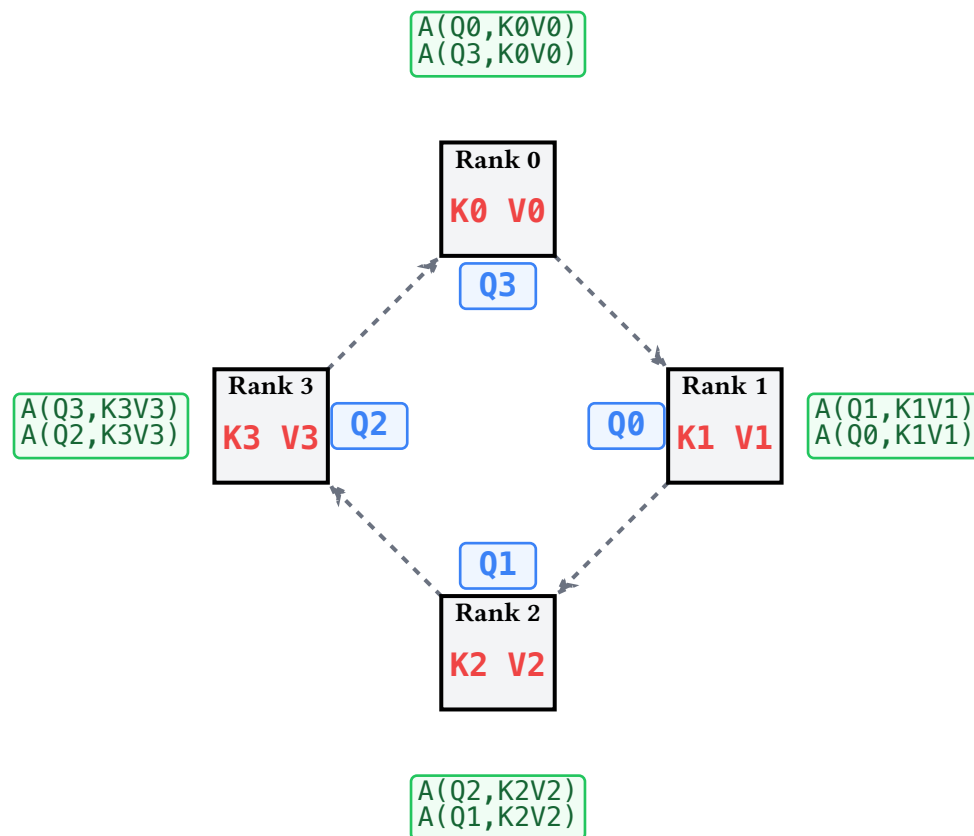 A(Q0,K0V0)
A(Q3,K0V0)
Rank 0
K0 V0
Q3
A(Q3,K3V3)
A(Q2,K3V3)
Rank 3
K3 V3
Q2
Q0
Rank 1
K1 V1
A(Q1,K1V1)
A(Q0,K1V1)
Q1
Rank 2
K2 V2
A(Q2,K2V2)
A(Q1,K2V2)